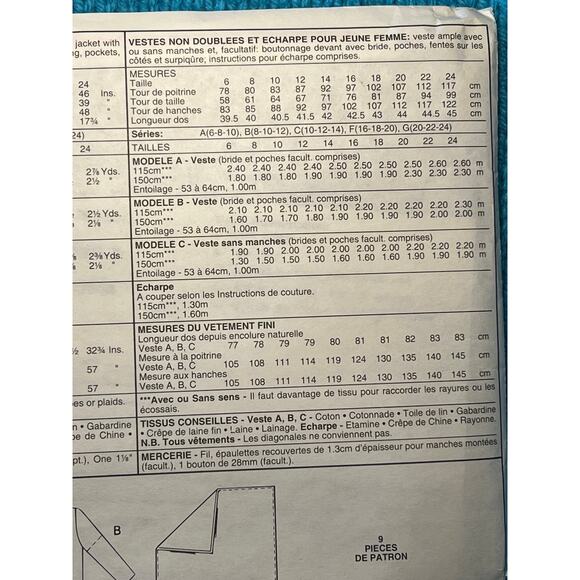 jacket with
g, pockets,
24
46 Ins.
39 "
48 "
17¾ "
24)
24
2⅞ Yds.
2½ "
2½ Yds.
2⅛ "
2⅜ Yds.
2⅛ "
½ 32¾ Ins.
57 "
57 "
es or plaids.
n • Gabardine
pe de Chine •
pt.), One 1⅛"
VESTES NON DOUBLEES ET ECHARPE POUR JEUNE FEMME: veste ample avec
ou sans manches et, facultatif: boutonnage devant avec bride, poches, fentes sur les
côtés et surpiqûre; instructions pour écharpe comprises.
MESURES
Taille 6 8 10 12 14 16 18 20 22 24
Tour de poitrine 78 80 83 87 92 97 102 107 112 117 cm
Tour de taille 58 61 64 67 71 76 81 87 94 99 cm
Tour de hanches 83 85 88 92 97 102 107 112 117 122 cm
Longueur dos 39.5 40 40.5 41.5 42 42.5 43 44 44.5 45 cm
Séries: A(6-8-10), B(8-10-12), C(10-12-14), F(16-18-20), G(20-22-24)
TAILLES 6 8 10 12 14 16 18 20 22 24
MODELE A - Veste (bride et poches facult. comprises)
115cm*** 2.40 2.40 2.40 2.40 2.50 2.50 2.50 2.50 2.60 2.60 m
150cm*** 1.80 1.80 1.80 1.90 1.90 1.90 1.90 2.30 2.30 2.30 m
Entoilage - 53 à 64cm, 1.00m
MODELE B - Veste (bride et poches facult. comprises)
115cm*** 2.10 2.10 2.10 2.10 2.20 2.20 2.20 2.20 2.30 2.30 m
150cm*** 1.60 1.70 1.70 1.80 1.90 1.90 1.90 1.90 2.00 2.00 m
Entoilage - 53 à 64cm, 1.00m
MODELE C - Veste sans manches (bride et poches facult. comprises)
115cm*** 1.90 1.90 2.00 2.00 2.00 2.00 2.20 2.20 2.20 2.20 m
150cm*** 1.30 1.50 1.50 1.60 1.60 1.60 1.90 1.90 1.90 1.90 m
Entoilage - 53 à 64cm, 1.00m
Echarpe
A couper selon les Instructions de couture.
115cm***, 1.30m
150cm***, 1.60m
MESURES DU VETEMENT FINI
Longueur dos depuis encolure naturelle
Veste A, B, C 77 78 79 79 80 81 81 82 83 83 cm
Mesure à la poitrine
Veste A, B, C 105 108 111 114 119 124 130 135 140 145 cm
Mesure aux hanches
Veste A, B, C 105 108 111 114 119 124 130 135 140 145 cm
***Avec ou Sans sens - Il faut davantage de tissu pour raccorder les rayures ou les
écossais.
TISSUS CONSEILLES - Veste A, B, C - Coton • Cotonnade • Toile de lin • Gabardine
• Crêpe de laine fin • Laine • Lainage. Echarpe - Etamine • Crêpe de Chine • Rayonne.
N.B. Tous vêtements - Les diagonales ne conviennent pas.
MERCERIE - Fil, épaulettes recouvertes de 1.3cm d'épaisseur pour manches montées
(facult.), 1 bouton de 28mm (facult.).
B
9
PIECES
DE PATRON